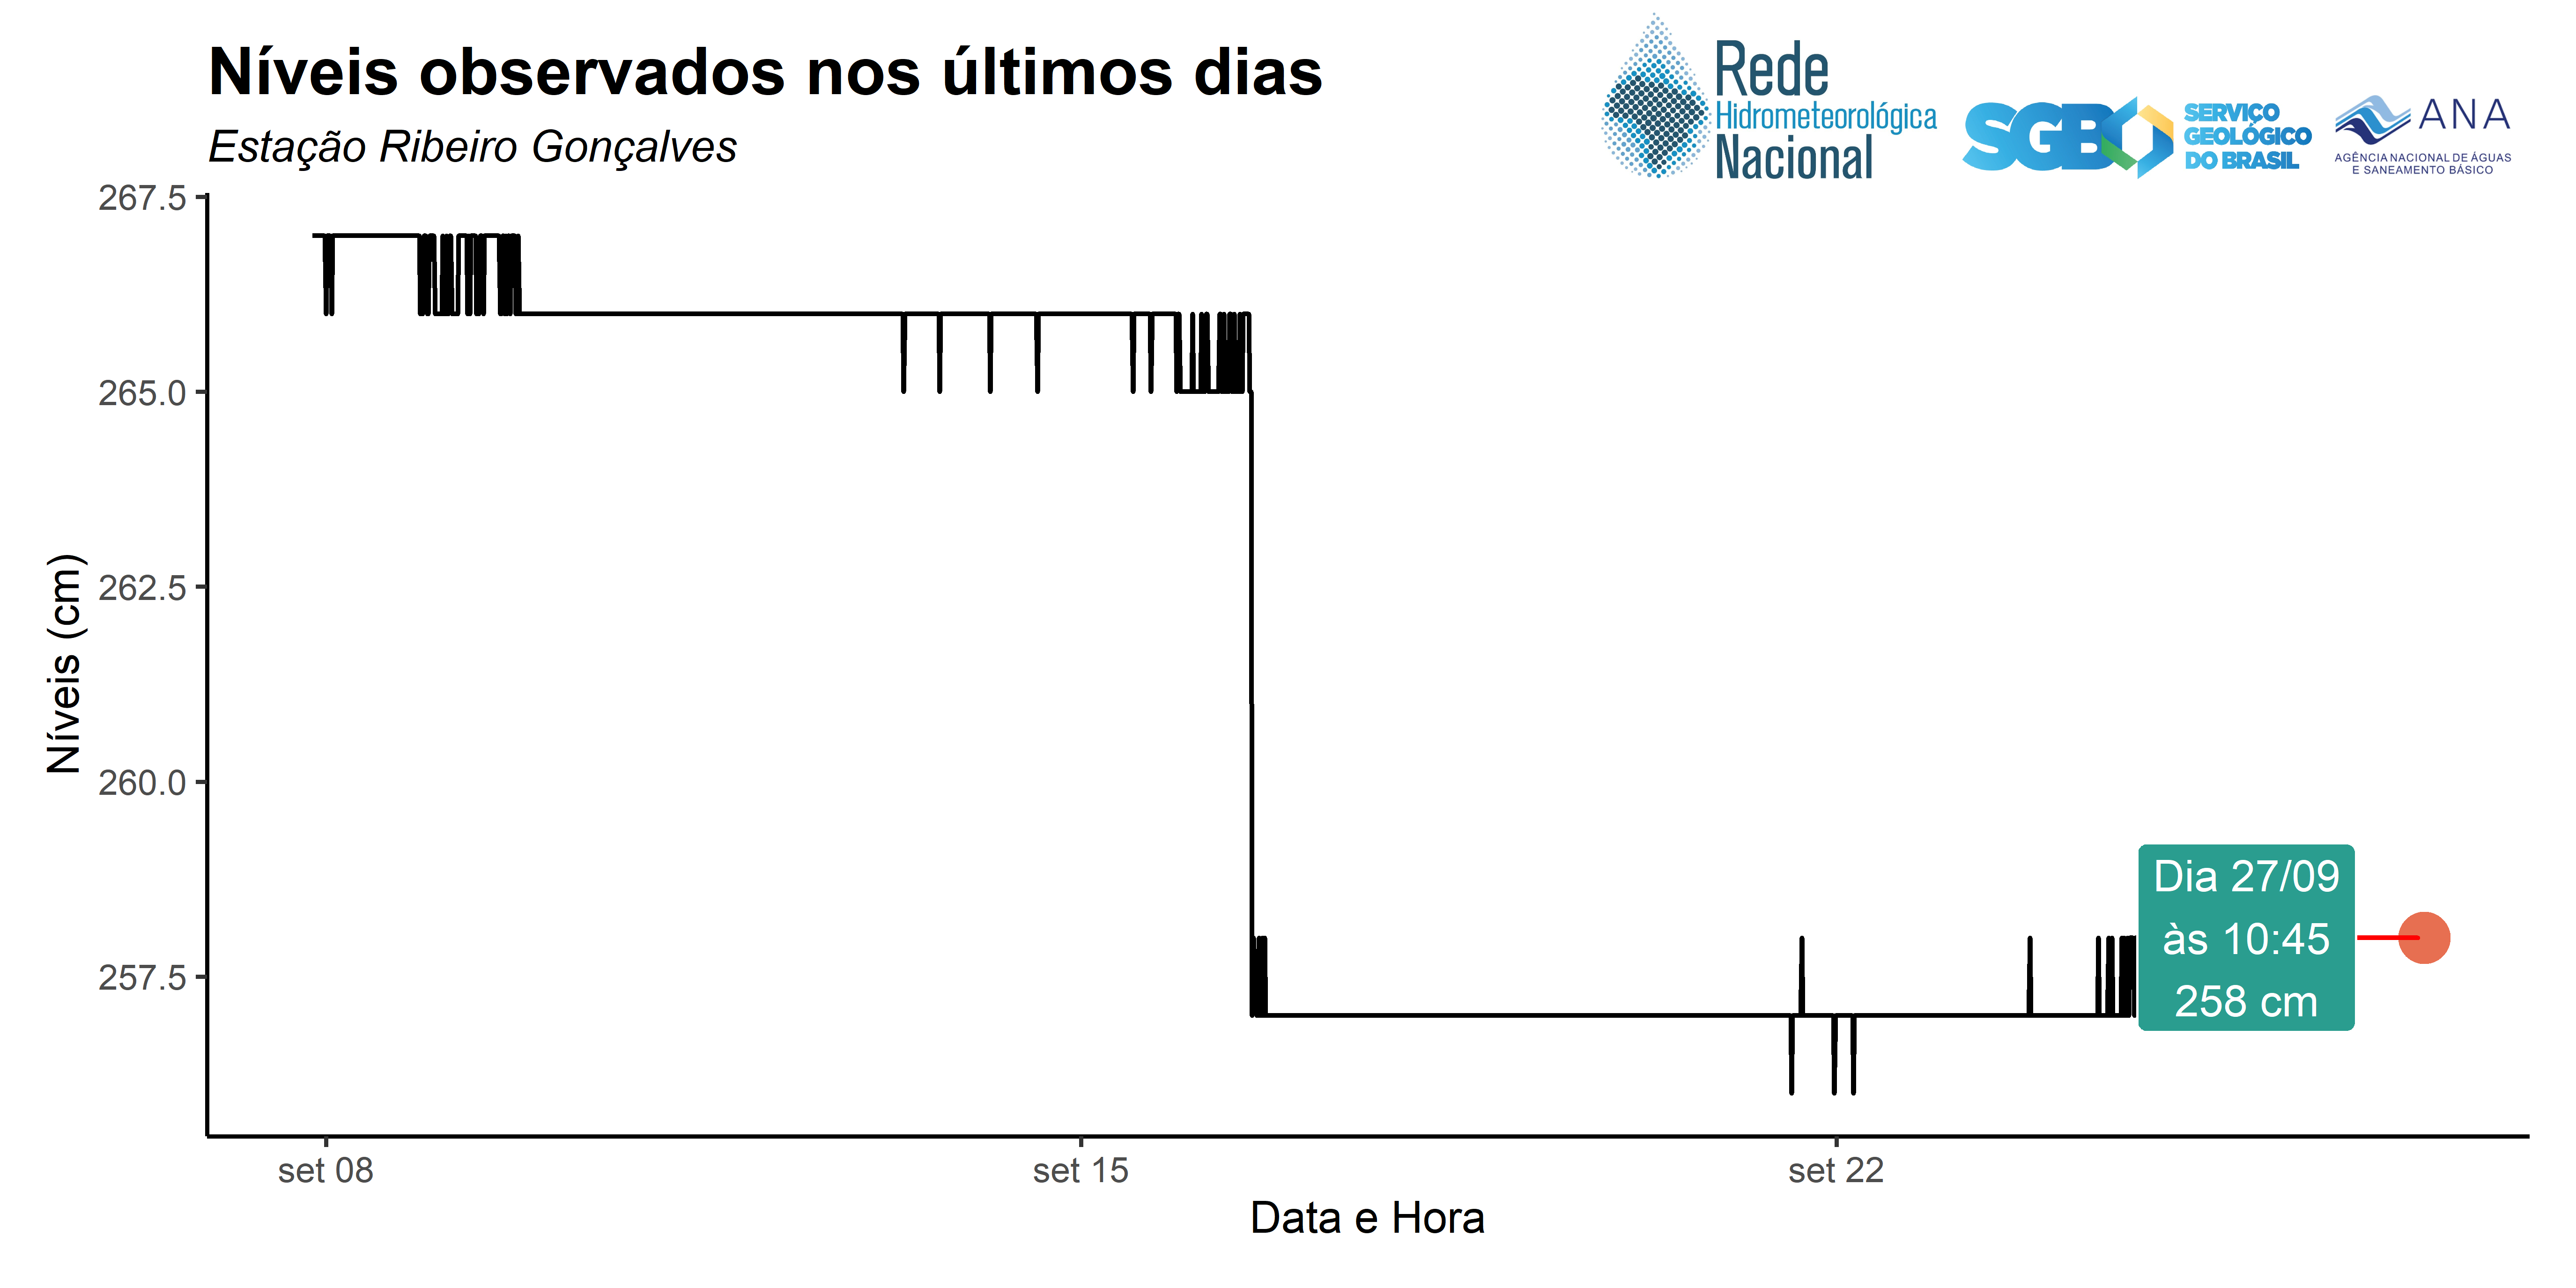 Níveis observados nos últimos dias
Estação Ribeiro Gonçalves
Rede
Hidrometeorológica
Nacional
SGB
SERVIÇO
GEOLÓGICO
DO BRASIL
ANA
AGÊNCIA NACIONAL DE ÁGUAS
E SANEAMENTO BÁSICO
267.5
265.0
262.5
260.0
257.5
Níveis (cm)
Dia 27/09
às 10:45
258 cm
set 08
set 15
set 22
Data e Hora